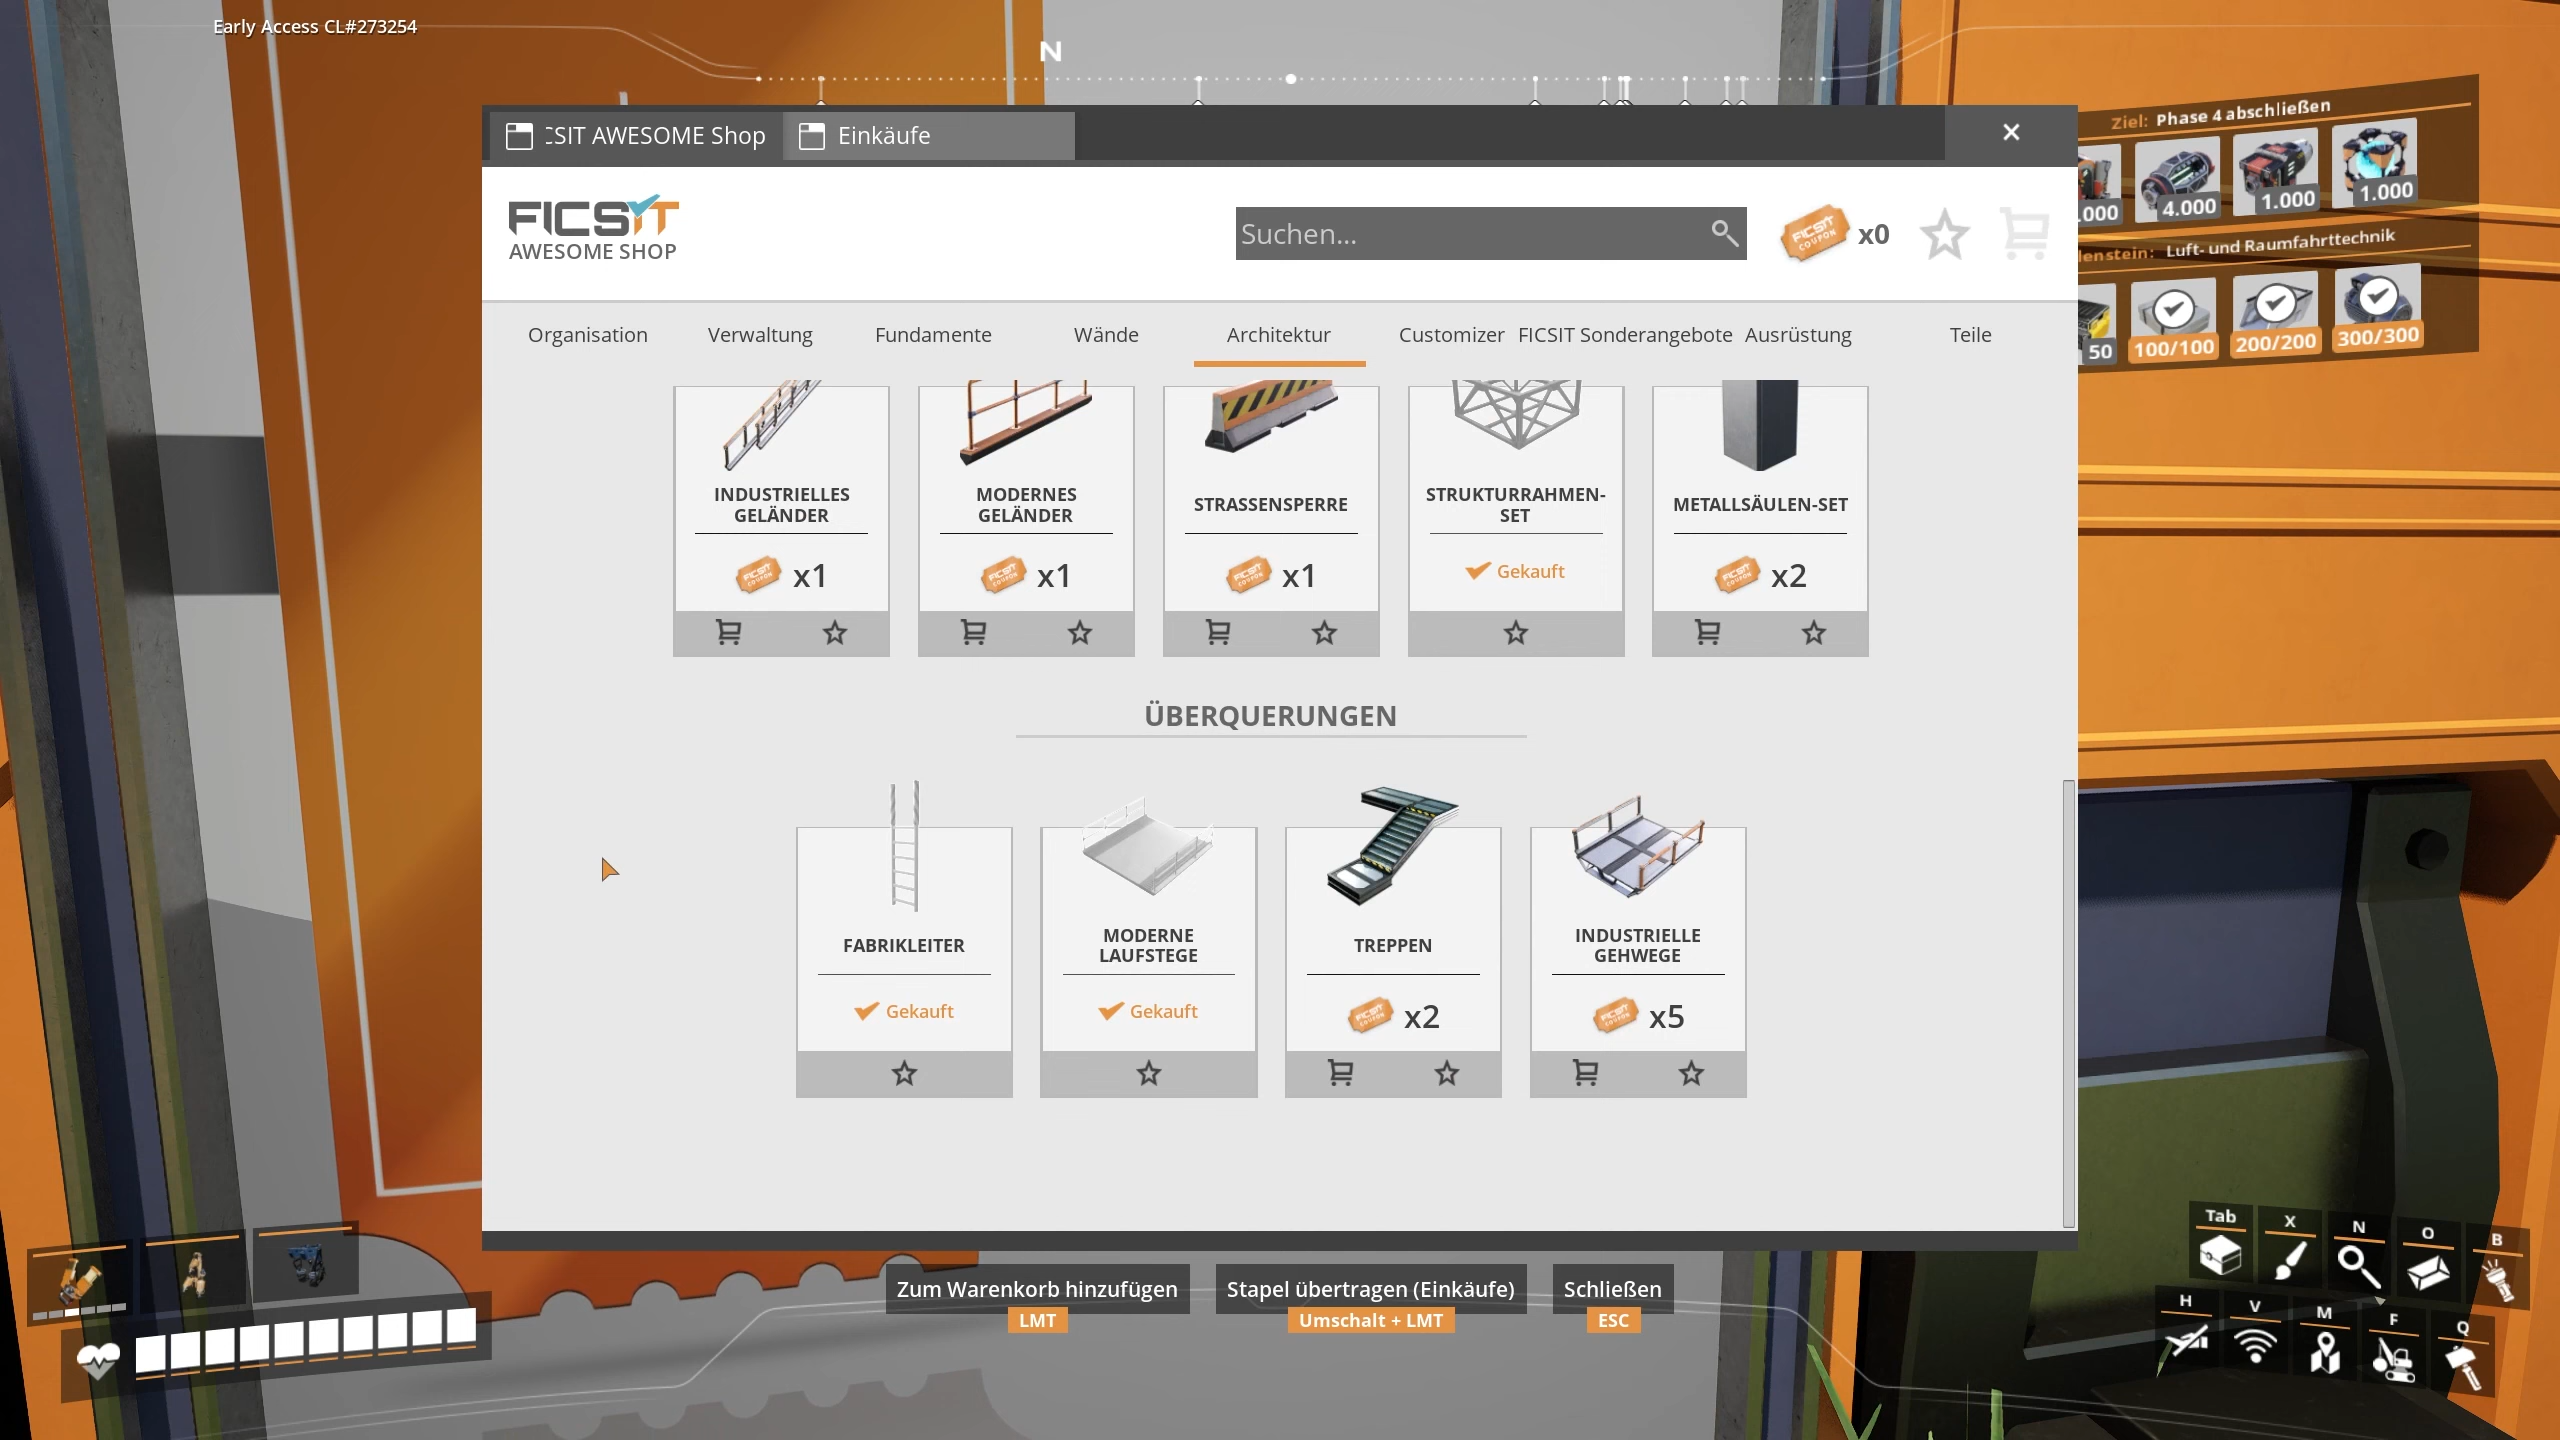 Early Access CL#273254
N
CSIT AWESOME Shop
Einkäufe
FICSIT
AWESOME SHOP
Suchen...
x0
Ziel: Phase 4 abschließen
.000
4.000
1.000
1.000
lenstein: Luft- und Raumfahrttechnik
50
100/100
200/200
300/300
Organisation
Verwaltung
Fundamente
Wände
Architektur
Customizer
FICSIT Sonderangebote
Ausrüstung
Teile
INDUSTRIELLES
GELÄNDER
x1
MODERNES
GELÄNDER
x1
STRASSENSPERRE
x1
STRUKTURRAHMEN-
SET
Gekauft
METALLSÄULEN-SET
x2
ÜBERQUERUNGEN
FABRIKLEITER
Gekauft
MODERNE
LAUFSTEGE
Gekauft
TREPPEN
x2
INDUSTRIELLE
GEHWEGE
x5
Zum Warenkorb hinzufügen
LMT
Stapel übertragen (Einkäufe)
Umschalt + LMT
Schließen
ESC
Tab
X
N
O
B
H
V
M
F
Q